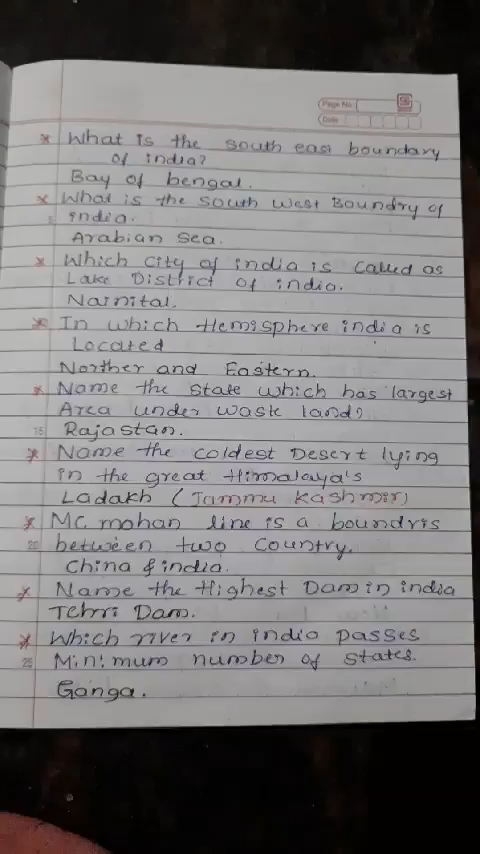 Page No.
Date
* What is the south east boundary
of india?
Bay of bengal.
* What is the south west Boundry of
india.
Arabian sea.
* Which city of india is called as
Lake District of india.
Nainital.
* In which Hemisphere india is
Located
Norther and Eastern.
* Name the state which has largest
Area under waste land?
15 Rajastan.
* Name the coldest Desert lying
in the great Himalaya's
Ladakh (Jammu Kashmir)
* Mc mohan line is a boundris
20 between two country.
China & india.
* Name the Highest Dam in india
Tehri Dam.
* Which river in india passes
25 Minimum number of states.
Ganga.